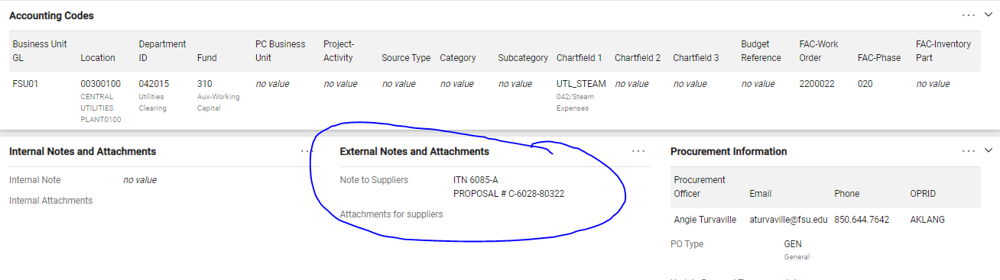 Accounting Codes
Business Unit GL Location Department ID Fund PC Business Unit Project-Activity Source Type Category Subcategory Chartfield 1 Chartfield 2 Chartfield 3 Budget Reference FAC-Work Order FAC-Phase FAC-Inventory Part
FSU01 00300100 042015 310 no value no value no value no value no value UTL_STEAM no value no value no value 2200022 020 no value
CENTRAL UTILITIES PLANT0100 Utilities Clearing Aux-Working Capital 042/Steam Expenses
Internal Notes and Attachments
Internal Note no value
Internal Attachments
External Notes and Attachments
Note to Suppliers ITN 6085-A
PROPOSAL # C-6028-80322
Attachments for suppliers
Procurement Information
Procurement Officer Email Phone OPRID
Angie Turvaville aturvaville@fsu.edu 850.644.7642 AKLANG
PO Type GEN
General